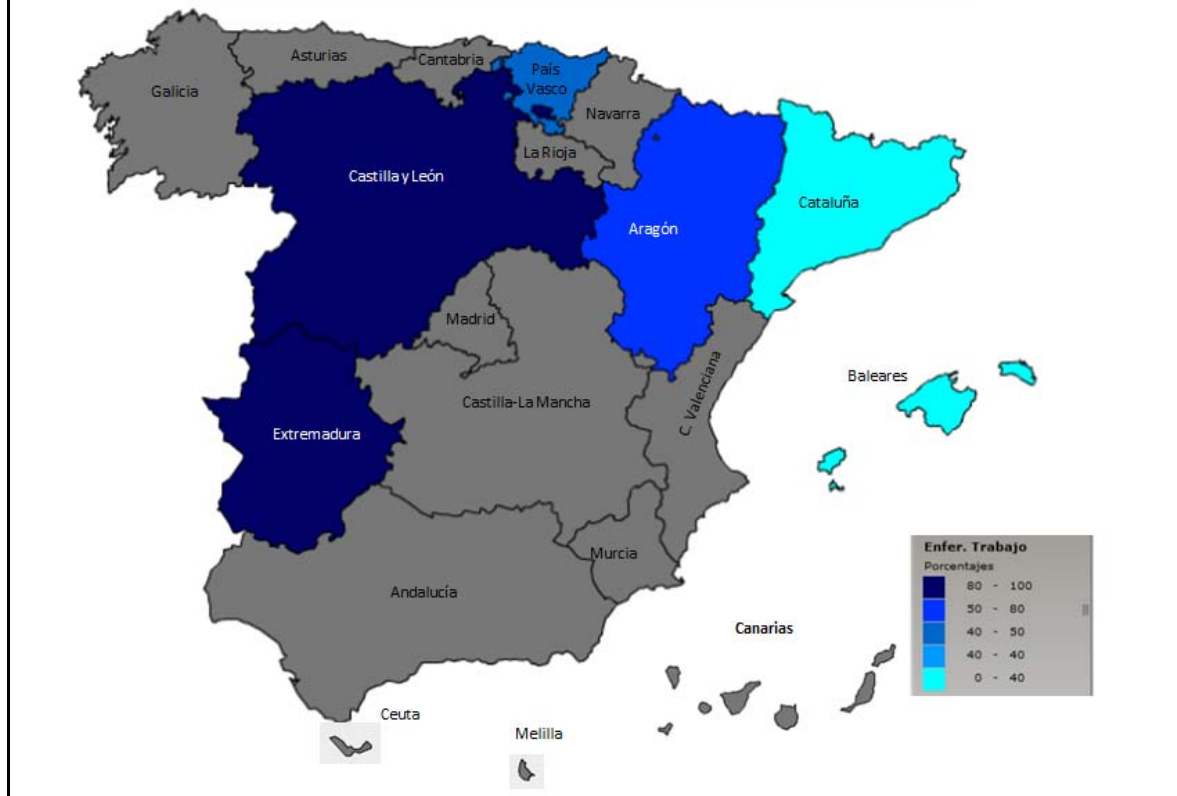 Asturias
Cantabria
País
Vasco
Galicia
Navarra
La Rioja
Castilla y León
Cataluña
Aragón
Madrid
Baleares
C. Valenciana
Castilla-La Mancha
Extremadura
Murcia
Andalucía
Canarias
Ceuta
Melilla
Enfer. Trabajo
Porcentajes
80 - 100
50 - 80
40 - 50
40 - 40
0 - 40